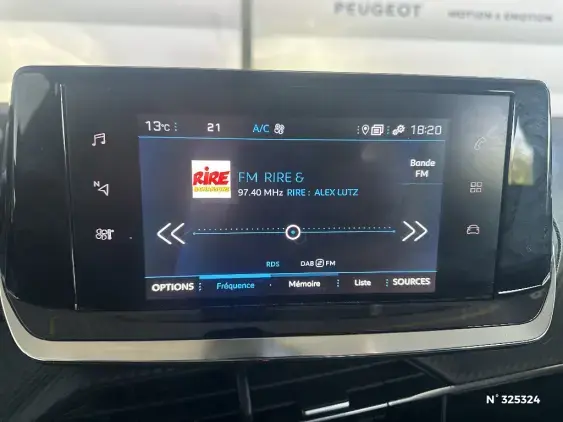 PEUGEOT MOTION & EMOTION
13°C 21 A/C 18:20
RiRE
FM RIRE &
97.40 MHz RIRE : ALEX LUTZ
Bande
FM
N
RDS DAB FM
OPTIONS Fréquence Mémoire Liste SOURCES
N° 325324